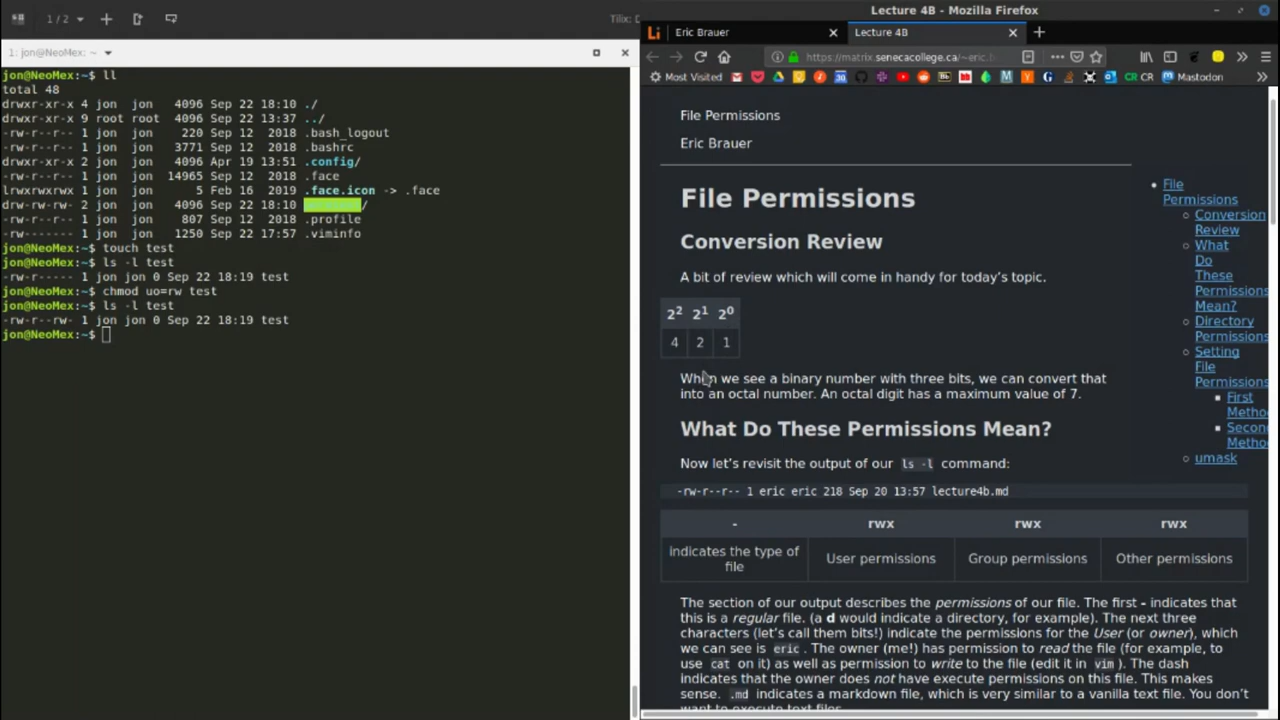 1 / 2
Tilix: D
1: jon@NeoMex: ~
jon@NeoMex:~$ ll
total 48
drwxr-xr-x 4 jon  jon   4096 Sep 22 18:10 ./
drwxr-xr-x 9 root root  4096 Sep 22 13:37 ../
-rw-r--r-- 1 jon  jon    220 Sep 12  2018 .bash_logout
-rw-r--r-- 1 jon  jon   3771 Sep 12  2018 .bashrc
drwxr-xr-x 2 jon  jon   4096 Apr 19 13:51 .config/
-rw-r--r-- 1 jon  jon  14965 Sep 12  2018 .face
lrwxrwxrwx 1 jon  jon      5 Feb 16  2019 .face.icon -> .face
drw-rw-rw- 2 jon  jon   4096 Sep 22 18:10 /
-rw-r--r-- 1 jon  jon    807 Sep 12  2018 .profile
-rw------- 1 jon  jon   1250 Sep 22 17:57 .viminfo
jon@NeoMex:~$ touch test
jon@NeoMex:~$ ls -l test
-rw-r----- 1 jon jon 0 Sep 22 18:19 test
jon@NeoMex:~$ chmod uo=rw test
jon@NeoMex:~$ ls -l test
-rw-r--rw- 1 jon jon 0 Sep 22 18:19 test
jon@NeoMex:~$
Lecture 4B - Mozilla Firefox
Eric Brauer
Lecture 4B
https://matrix.senecacollege.ca/~eric.
Most Visited
CR CR
Mastodon
File Permissions
Eric Brauer
File Permissions
Conversion Review
A bit of review which will come in handy for today's topic.
2² 2¹ 2⁰
4 2 1
When we see a binary number with three bits, we can convert that
into an octal number. An octal digit has a maximum value of 7.
What Do These Permissions Mean?
Now let's revisit the output of our ls -l command:
-rw-r--r-- 1 eric eric 218 Sep 20 13:57 lecture4b.md
- rwx rwx rwx
indicates the type of
file
User permissions
Group permissions
Other permissions
The section of our output describes the permissions of our file. The first - indicates that
this is a regular file. (a d would indicate a directory, for example). The next three
characters (let's call them bits!) indicate the permissions for the User (or owner), which
we can see is eric . The owner (me!) has permission to read the file (for example, to
use cat on it) as well as permission to write to the file (edit it in vim ). The dash
indicates that the owner does not have execute permissions on this file. This makes
sense. .md indicates a markdown file, which is very similar to a vanilla text file. You don't
want to execute text files.
File
Permissions
Conversion
Review
What
Do
These
Permissions
Mean?
Directory
Permissions
Setting
File
Permissions
First
Method
Second
Method
umask